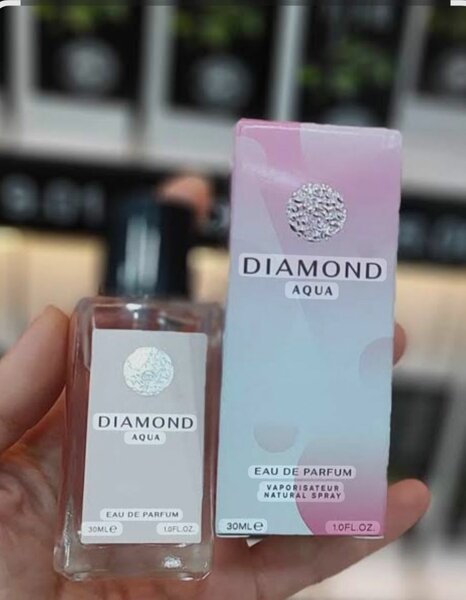 DIAMOND
AQUA
EAU DE PARFUM
VAPORISATEUR
NATURAL SPRAY
30ML℮ 1.0FL.OZ.
DIAMOND
AQUA
EAU DE PARFUM
30ML℮ 1.0FL.OZ.